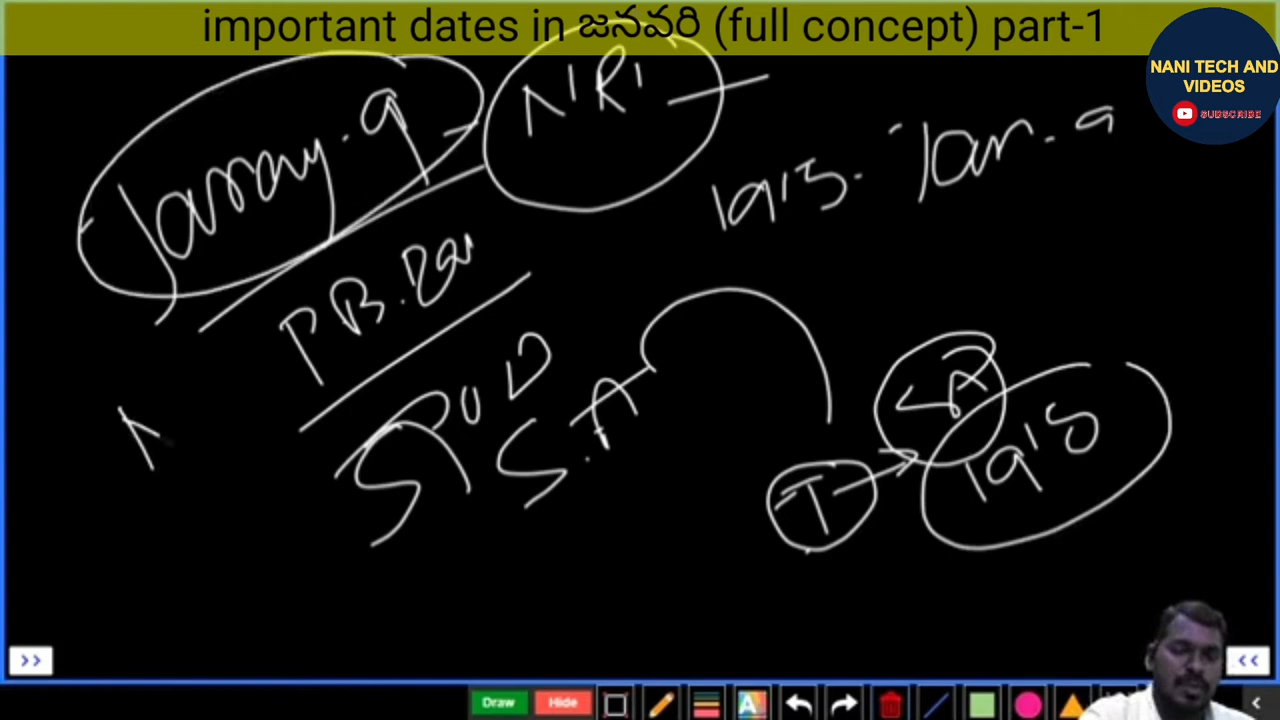 important dates in జనవరి (full concept) part-1
NANI TECH AND
VIDEOS
SUBSCRIBE
January. 9
NRI
1915. Jan. 9
S.A
T
1915
>>
<<
Draw
Hide
A